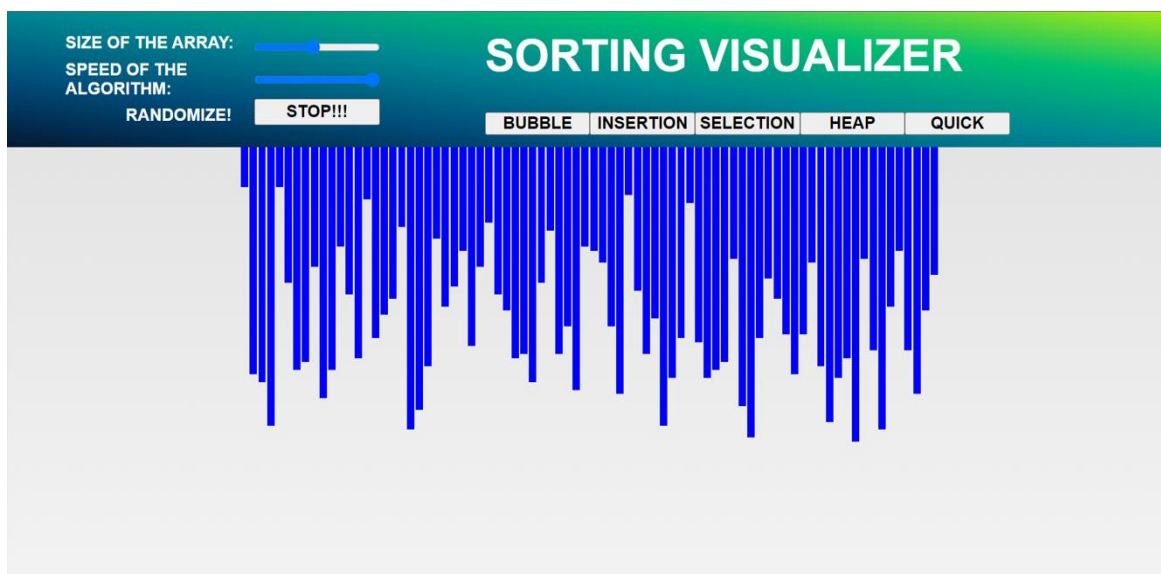 SIZE OF THE ARRAY:
SPEED OF THE
ALGORITHM:
RANDOMIZE!
STOP!!!
SORTING VISUALIZER
BUBBLE INSERTION SELECTION HEAP QUICK